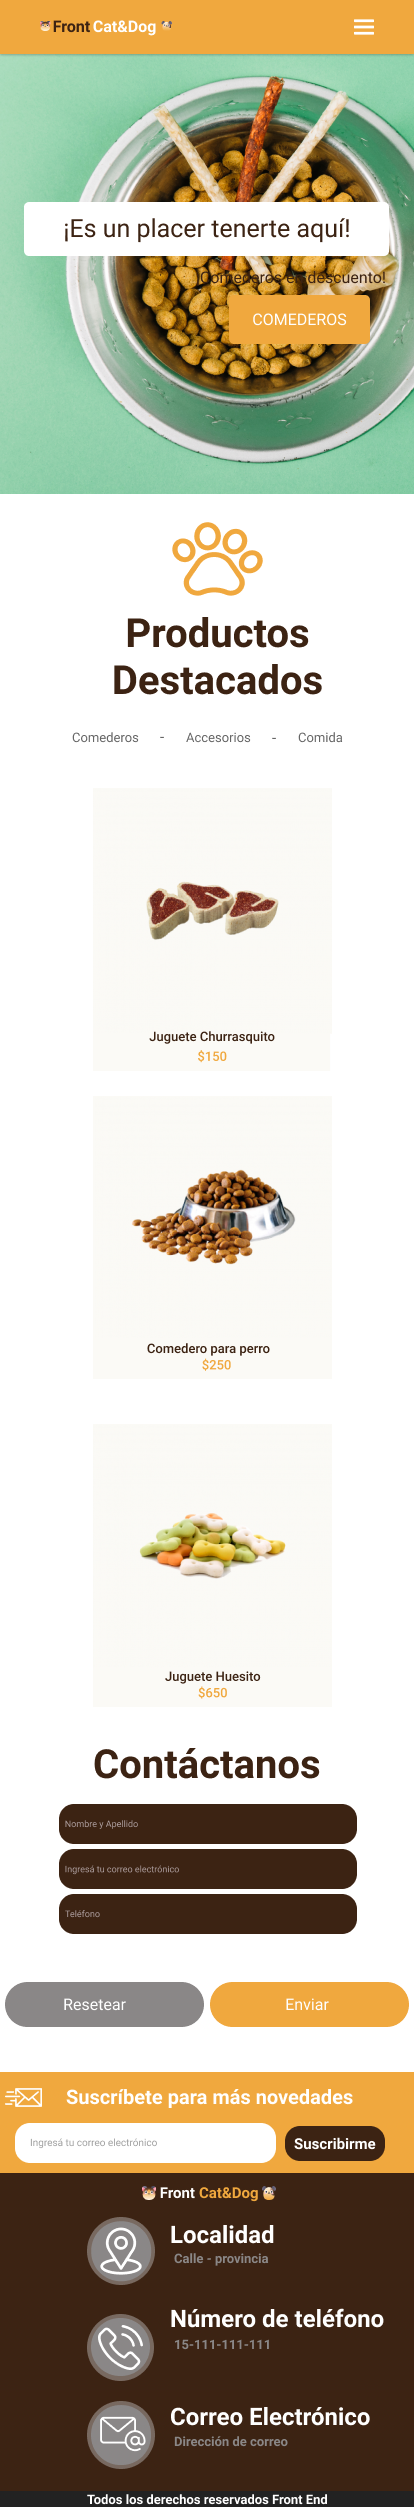 Front Cat&Dog
¡Es un placer tenerte aquí!
¡Comederos en descuento!
COMEDEROS
Productos
Destacados
Comederos - Accesorios - Comida
Juguete Churrasquito
$150
Comedero para perro
$250
Juguete Huesito
$650
Contáctanos
Nombre y Apellido
Ingresá tu correo electrónico
Teléfono
Resetear Enviar
Suscríbete para más novedades
Ingresá tu correo electrónico Suscribirme
Front Cat&Dog
Localidad
Calle - provincia
Número de teléfono
15-111-111-111
Correo Electrónico
Dirección de correo
Todos los derechos reservados Front End